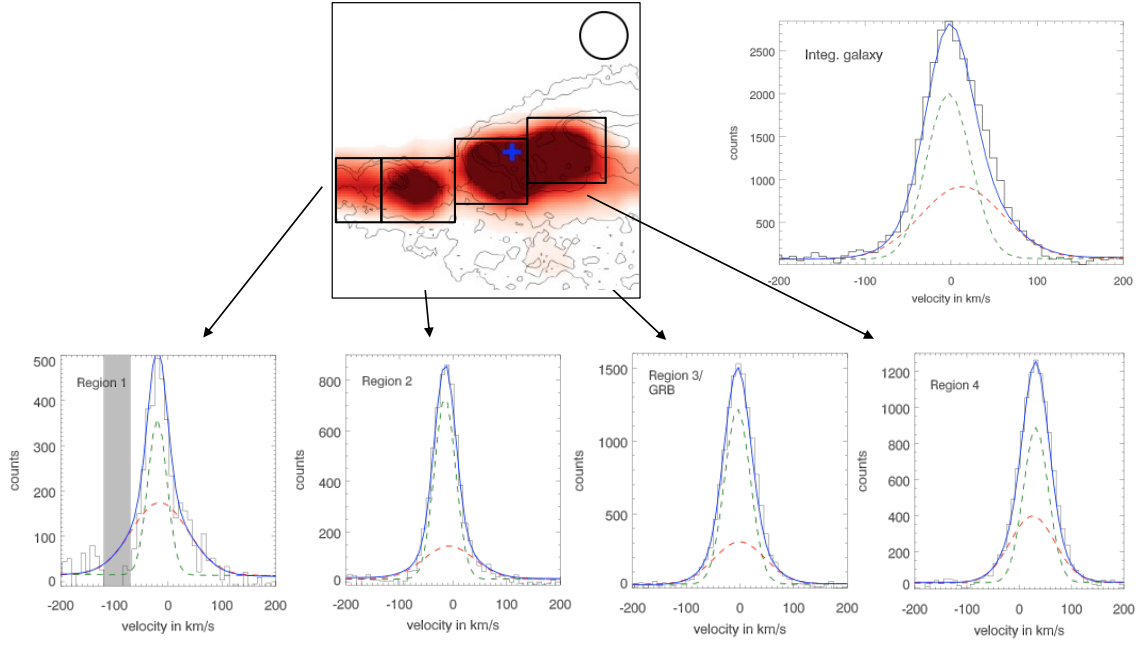 Integ. galaxy
counts
2500
2000
1500
1000
500
-200 -100 0 100 200
velocity in km/s
Region 1
counts
500
400
300
200
100
0
-200 -100 0 100 200
velocity in km/s
Region 2
counts
800
600
400
200
0
-200 -100 0 100 200
velocity in km/s
Region 3/
GRB
counts
1500
1000
500
0
-200 -100 0 100 200
velocity in km/s
Region 4
counts
1200
1000
800
600
400
200
0
-200 -100 0 100 200
velocity in km/s